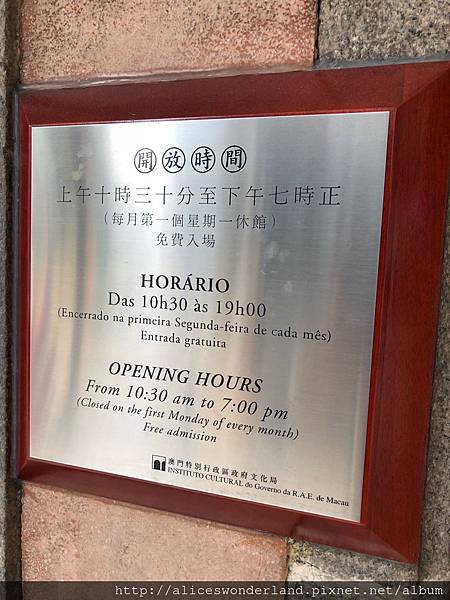 開放時間
上午十時三十分至下午七時正
(每月第一個星期一休館)
免費入場
HORÁRIO
Das 10h30 às 19h00
(Encerrado na primeira Segunda-feira de cada mês)
Entrada gratuita
OPENING HOURS
From 10:30 am to 7:00 pm
(Closed on the first Monday of every month)
Free admission
澳門特別行政區政府文化局
INSTITUTO CULTURAL do Governo da R.A.E. de Macau
http://aliceswonderland.pixnet.net/album